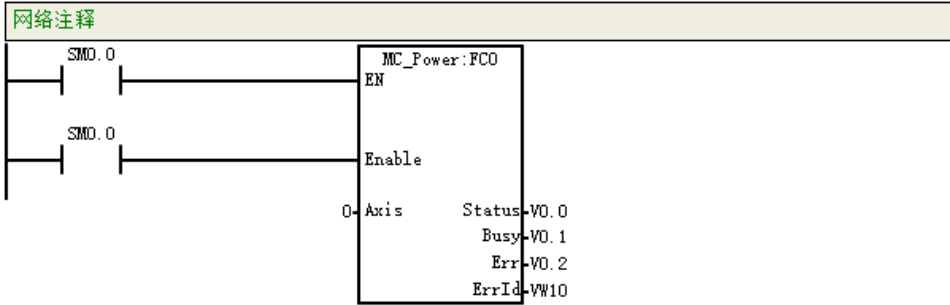 网络注释
SM0.0
MC_Power:FC0
EN
SM0.0
Enable
0 Axis Status V0.0
Busy V0.1
Err V0.2
ErrId VW10